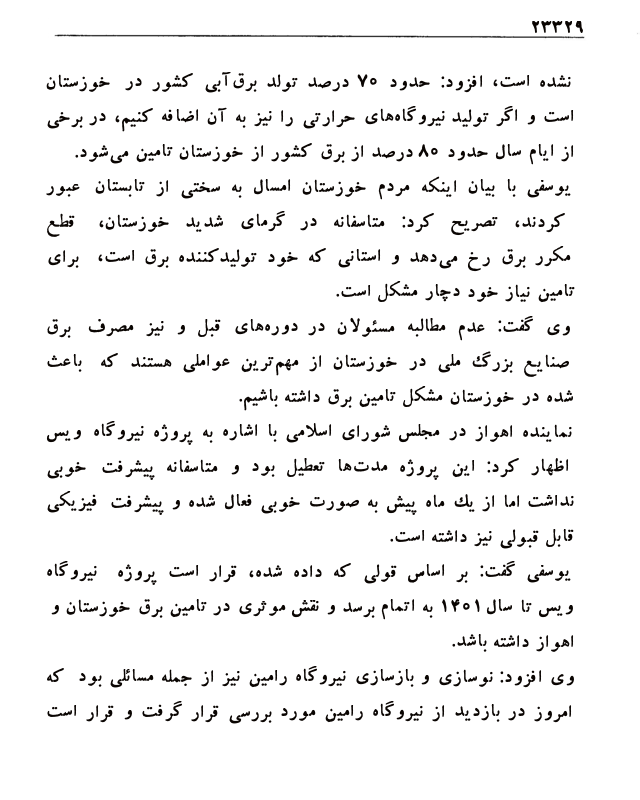 ۲۳۳۲۹
نشده است، افزود: حدود ۷۰ درصد تولد برق‌آبی کشور در خوزستان
است و اگر تولید نیروگاه‌های حرارتی را نیز به آن اضافه کنیم، در برخی
از ایام سال حدود ۸۰ درصد از برق کشور از خوزستان تامین می‌شود.
یوسفی با بیان اینکه مردم خوزستان امسال به سختی از تابستان عبور
کردند، تصریح کرد: متاسفانه در گرمای شدید خوزستان، قطع
مکرر برق رخ می‌دهد و استانی که خود تولیدکننده برق است، برای
تامین نیاز خود دچار مشکل است.
وی گفت: عدم مطالبه مسئولان در دوره‌های قبل و نیز مصرف برق
صنایع بزرگ ملی در خوزستان از مهم‌ترین عواملی هستند که باعث
شده در خوزستان مشکل تامین برق داشته باشیم.
نماینده اهواز در مجلس شورای اسلامی با اشاره به پروژه نیروگاه ویس
اظهار کرد: این پروژه مدت‌ها تعطیل بود و متاسفانه پیشرفت خوبی
نداشت اما از یك ماه پیش به صورت خوبی فعال شده و پیشرفت فیزیکی
قابل قبولی نیز داشته است.
یوسفی گفت: بر اساس قولی که داده شده، قرار است پروژه نیروگاه
ویس تا سال ۱۴۰۱ به اتمام برسد و نقش موثری در تامین برق خوزستان و
اهواز داشته باشد.
وی افزود: نوسازی و بازسازی نیروگاه رامین نیز از جمله مسائلی بود که
امروز در بازدید از نیروگاه رامین مورد بررسی قرار گرفت و قرار است